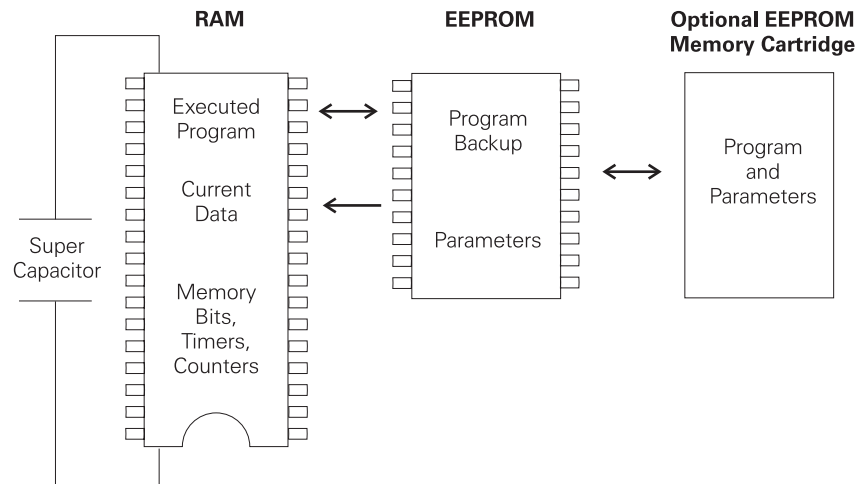 RAM
EEPROM
Optional EEPROM
Memory Cartridge
Executed
Program
Current
Data
Memory
Bits,
Timers,
Counters
Super
Capacitor
Program
Backup
Parameters
Program
and
Parameters